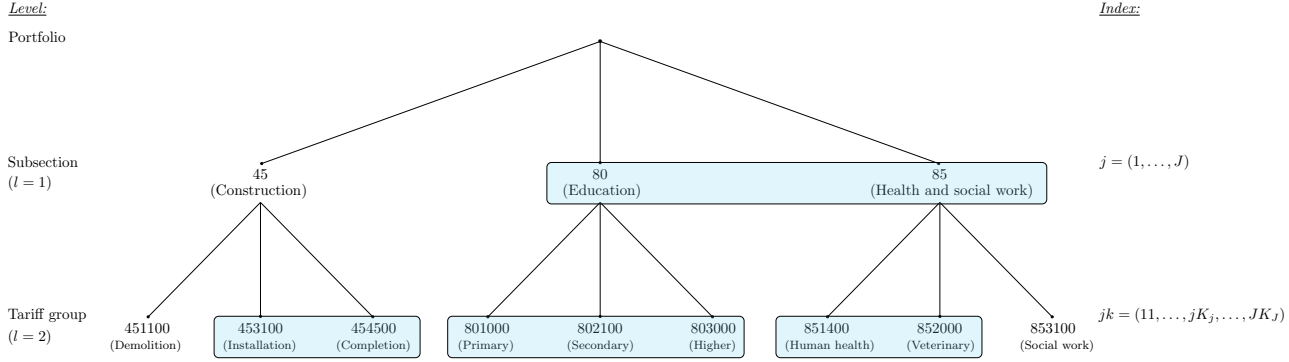 Level:
Index:
Portfolio
Subsection
(l = 1)
45
(Construction)
80
(Education)
85
(Health and social work)
j = (1, . . . , J)
Tariff group
(l = 2)
451100
(Demolition)
453100
(Installation)
454500
(Completion)
801000
(Primary)
802100
(Secondary)
803000
(Higher)
851400
(Human health)
852000
(Veterinary)
853100
(Social work)
jk = (11, . . . , jK_j, . . . , JK_J)